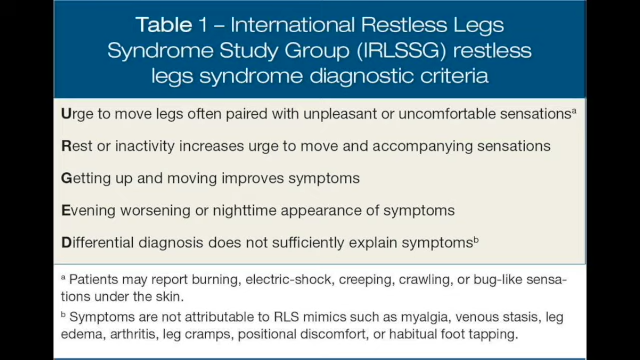 Table 1 – International Restless Legs
Syndrome Study Group (IRLSSG) restless
legs syndrome diagnostic criteria
Urge to move legs often paired with unpleasant or uncomfortable sensationsᵃ
Rest or inactivity increases urge to move and accompanying sensations
Getting up and moving improves symptoms
Evening worsening or nighttime appearance of symptoms
Differential diagnosis does not sufficiently explain symptomsᵇ
ᵃ Patients may report burning, electric-shock, creeping, crawling, or bug-like sensa-
tions under the skin.
ᵇ Symptoms are not attributable to RLS mimics such as myalgia, venous stasis, leg
edema, arthritis, leg cramps, positional discomfort, or habitual foot tapping.